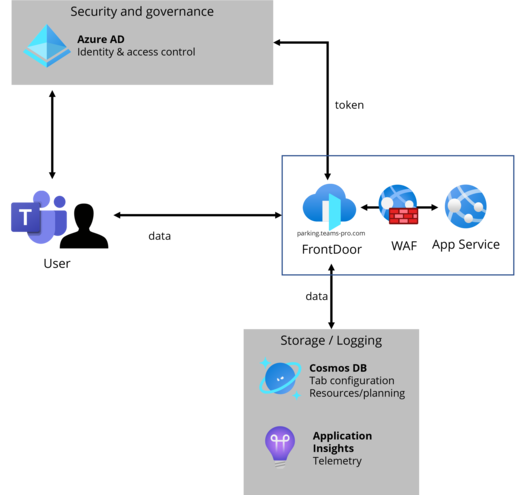 Security and governance
Azure AD
Identity & access control
token
T
data
User
parking.teams-pro.com
FrontDoor
WAF
App Service
data
Storage / Logging
Cosmos DB
Tab configuration
Resources/planning
Application
Insights
Telemetry